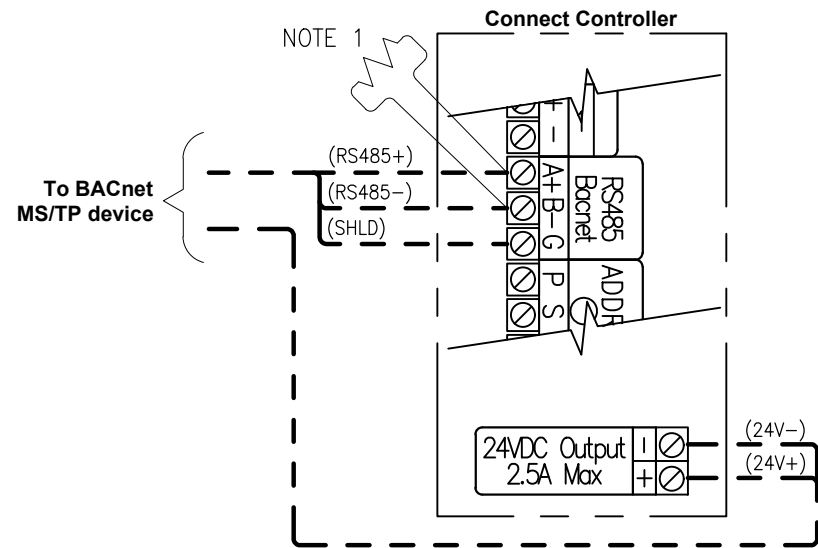 Connect Controller
NOTE 1
+
-
(RS485+)
(RS485-)
(SHLD)
To BACnet
MS/TP device
A+
B-
G
RS485
Bacnet
P
S
ADDR
24VDC Output
2.5A Max
-
+
(24V-)
(24V+)